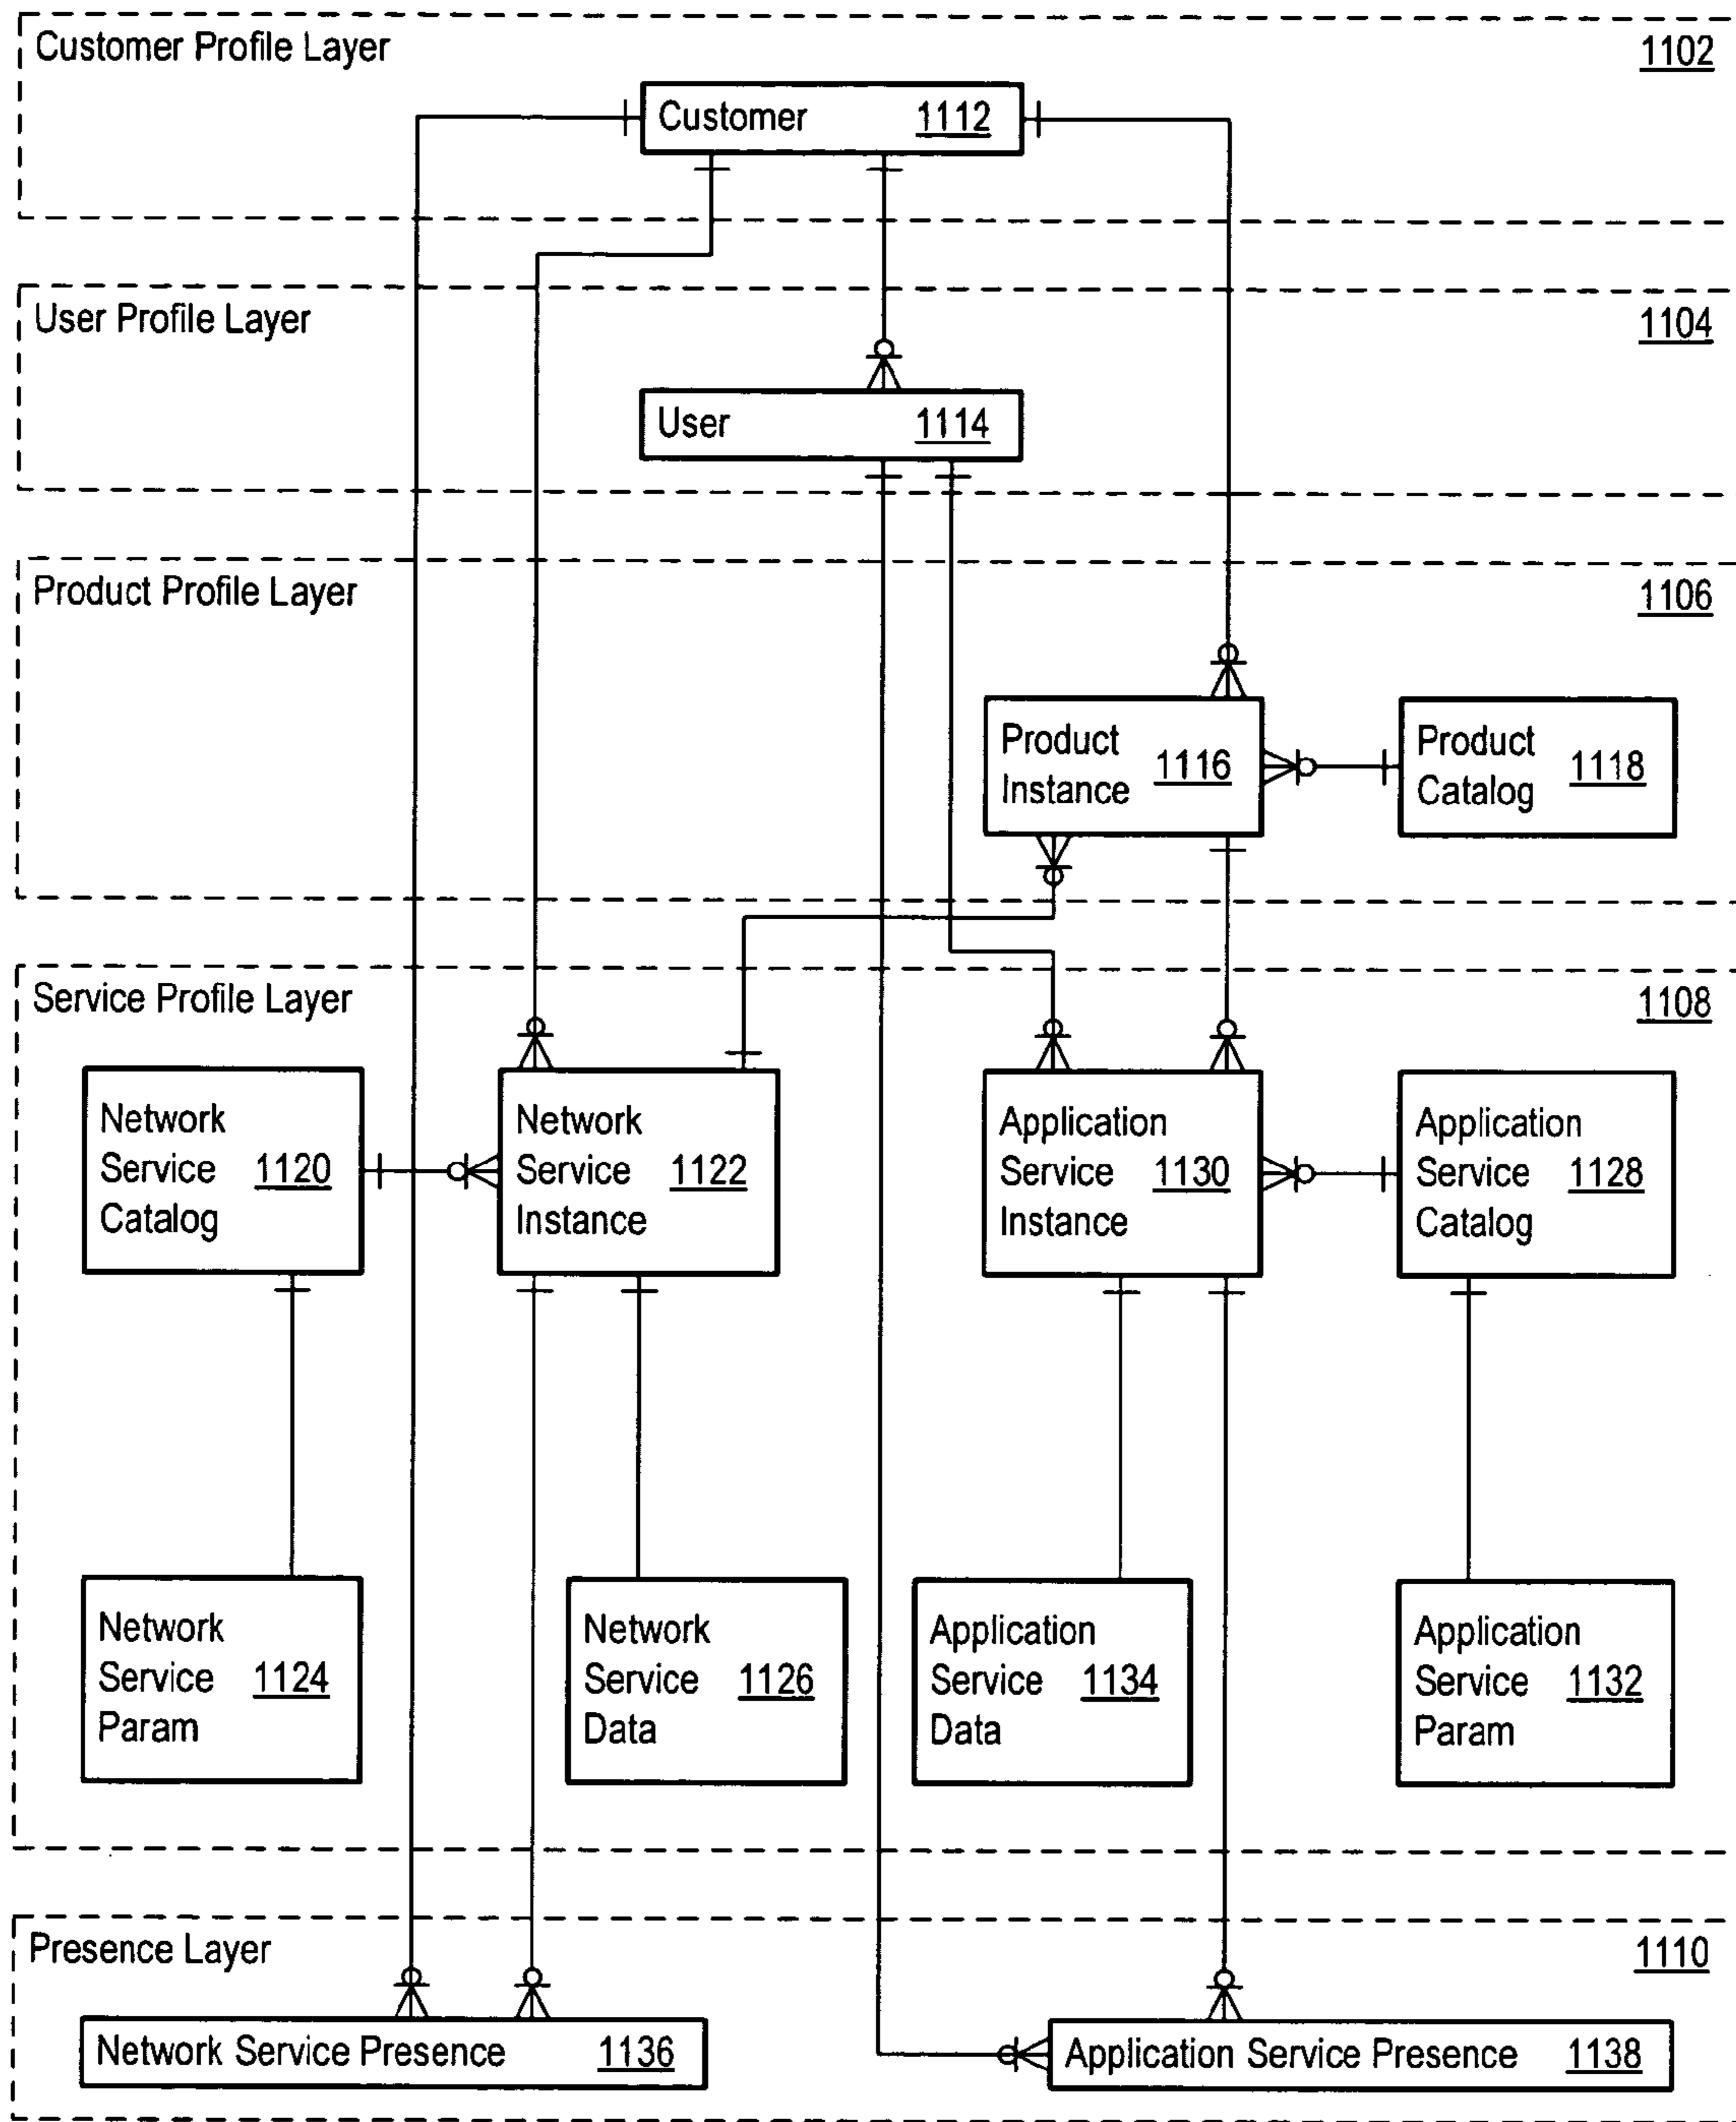 Customer Profile Layer 1102
Customer 1112
User Profile Layer 1104
User 1114
Product Profile Layer 1106
Product
Instance 1116
Product
Catalog 1118
Service Profile Layer 1108
Network
Service 1120
Catalog
Network
Service 1122
Instance
Application
Service 1130
Instance
Application
Service 1128
Catalog
Network
Service 1124
Param
Network
Service 1126
Data
Application
Service 1134
Data
Application
Service 1132
Param
Presence Layer 1110
Network Service Presence 1136
Application Service Presence 1138